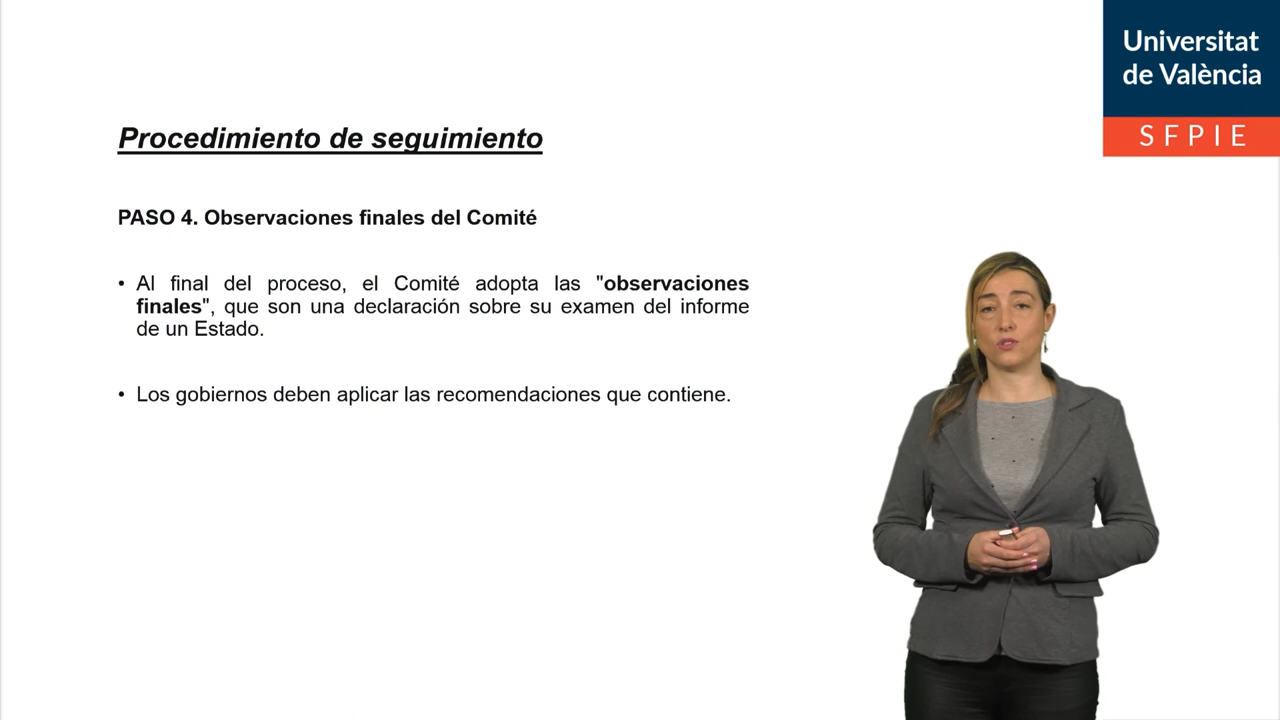 Universitat
de València
SFPIE
Procedimiento de seguimiento
PASO 4. Observaciones finales del Comité
• Al final del proceso, el Comité adopta las "observaciones
finales", que son una declaración sobre su examen del informe
de un Estado.
• Los gobiernos deben aplicar las recomendaciones que contiene.